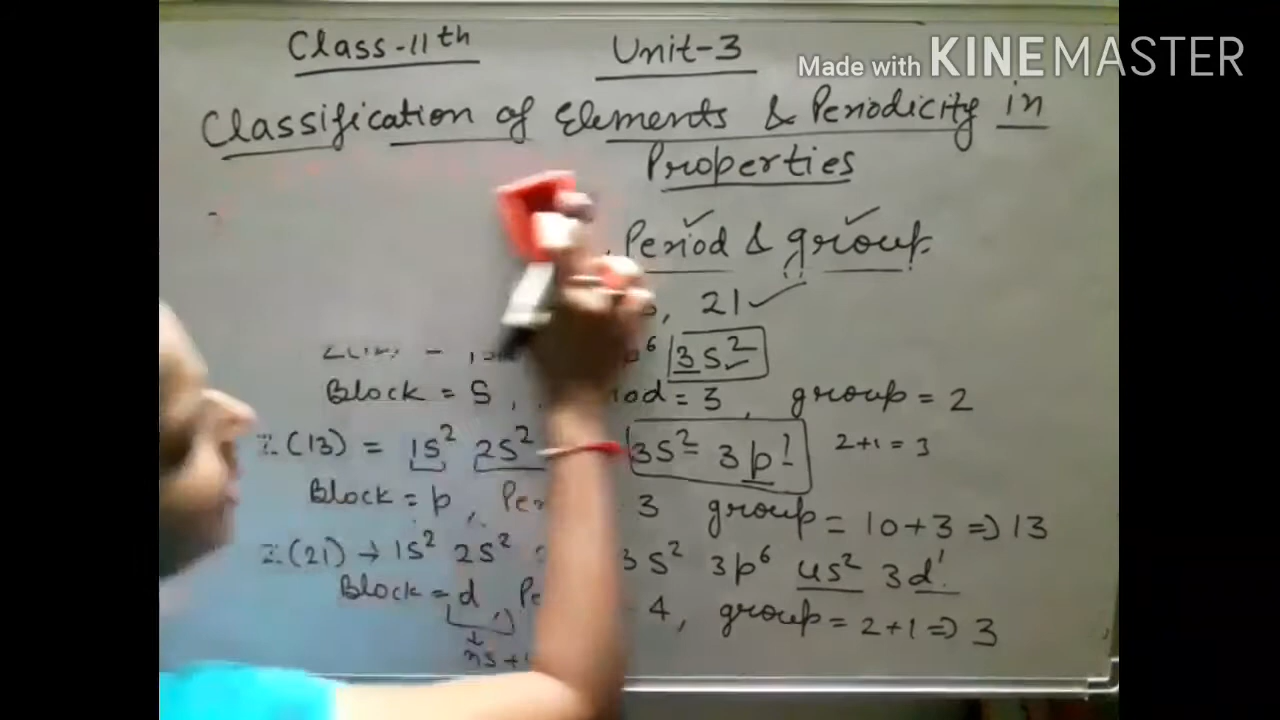 Class-11th Unit-3
Made with KINEMASTER
Classification of Elements & Periodicity in
Properties
Period & group
, 21 ✓
6 3s²
Block = S, = 3, group = 2
Z(13) = 1s² 2s² 3s² 3p¹ 2+1=3
Block = p, 3 group = 10+3 => 13
Z(21) → 1s² 2s² 3s² 3p⁶ 4s² 3d¹
Block = d, 4, group = 2+1 => 3
ns +